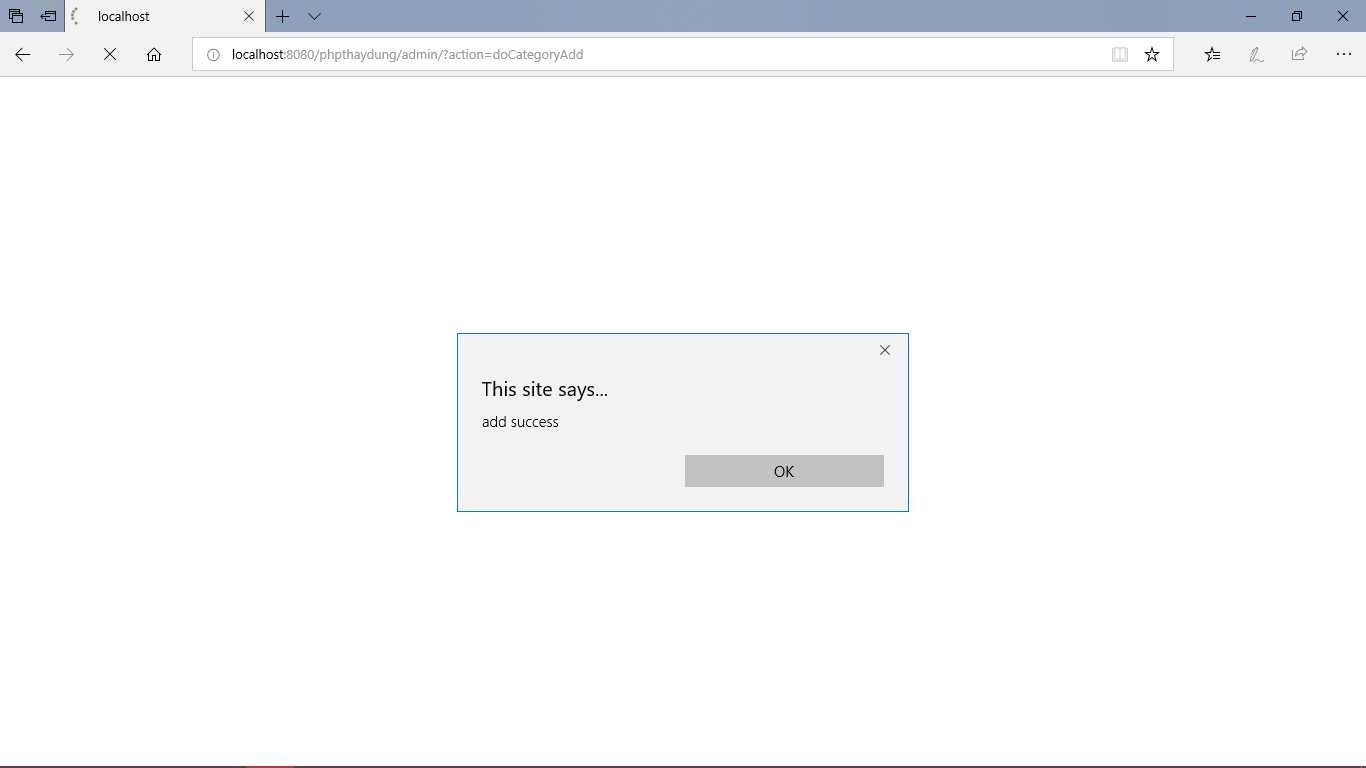 localhost
localhost:8080/phpthaydung/admin/?action=doCategoryAdd
This site says...
add success
OK